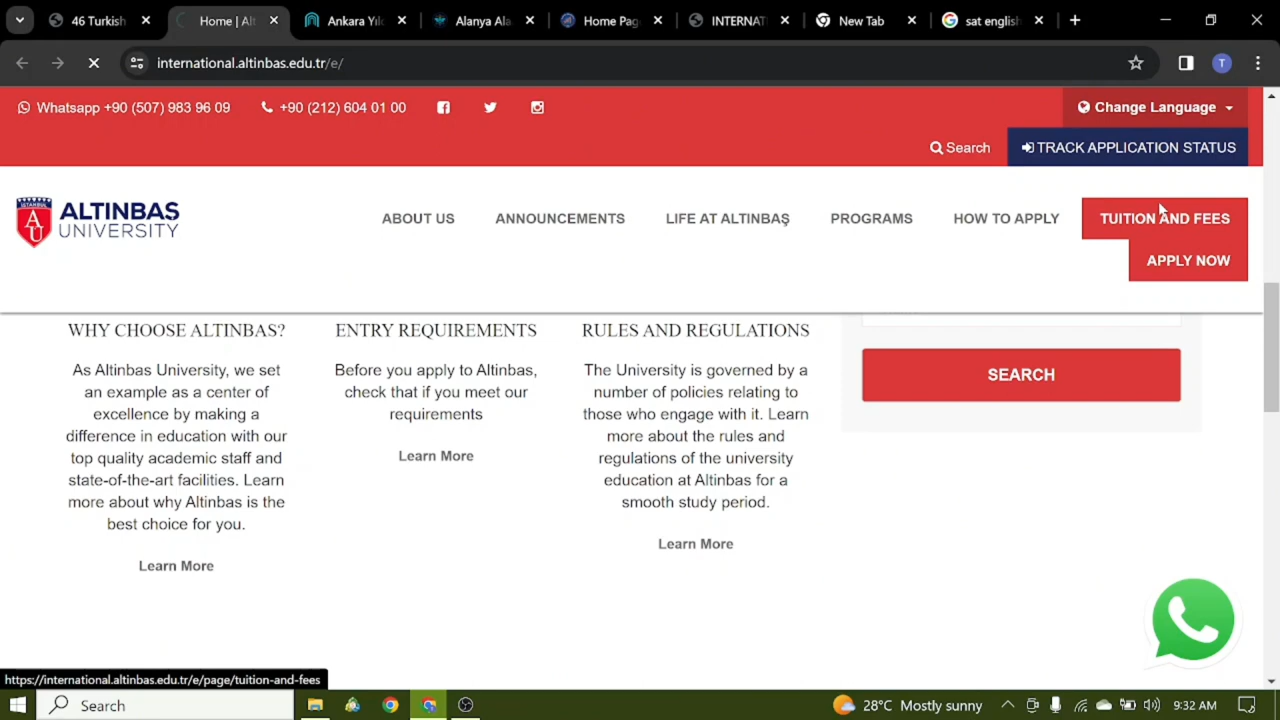 46 Turkish
Home | Alt
Ankara Yılı
Alanya Ala
Home Pag
INTERNAT
New Tab
sat english
international.altinbas.edu.tr/e/
T
Whatsapp +90 (507) 983 96 09
+90 (212) 604 01 00
Change Language
Search
TRACK APPLICATION STATUS
ISTANBUL
AU
ALTINBAS
UNIVERSITY
ABOUT US
ANNOUNCEMENTS
LIFE AT ALTINBAŞ
PROGRAMS
HOW TO APPLY
TUITION AND FEES
APPLY NOW
WHY CHOOSE ALTINBAS?
As Altinbas University, we set
an example as a center of
excellence by making a
difference in education with our
top quality academic staff and
state-of-the-art facilities. Learn
more about why Altinbas is the
best choice for you.
Learn More
ENTRY REQUIREMENTS
Before you apply to Altinbas,
check that if you meet our
requirements
Learn More
RULES AND REGULATIONS
The University is governed by a
number of policies relating to
those who engage with it. Learn
more about the rules and
regulations of the university
education at Altinbas for a
smooth study period.
Learn More
SEARCH
https://international.altinbas.edu.tr/e/page/tuition-and-fees
Search
28°C Mostly sunny
9:32 AM